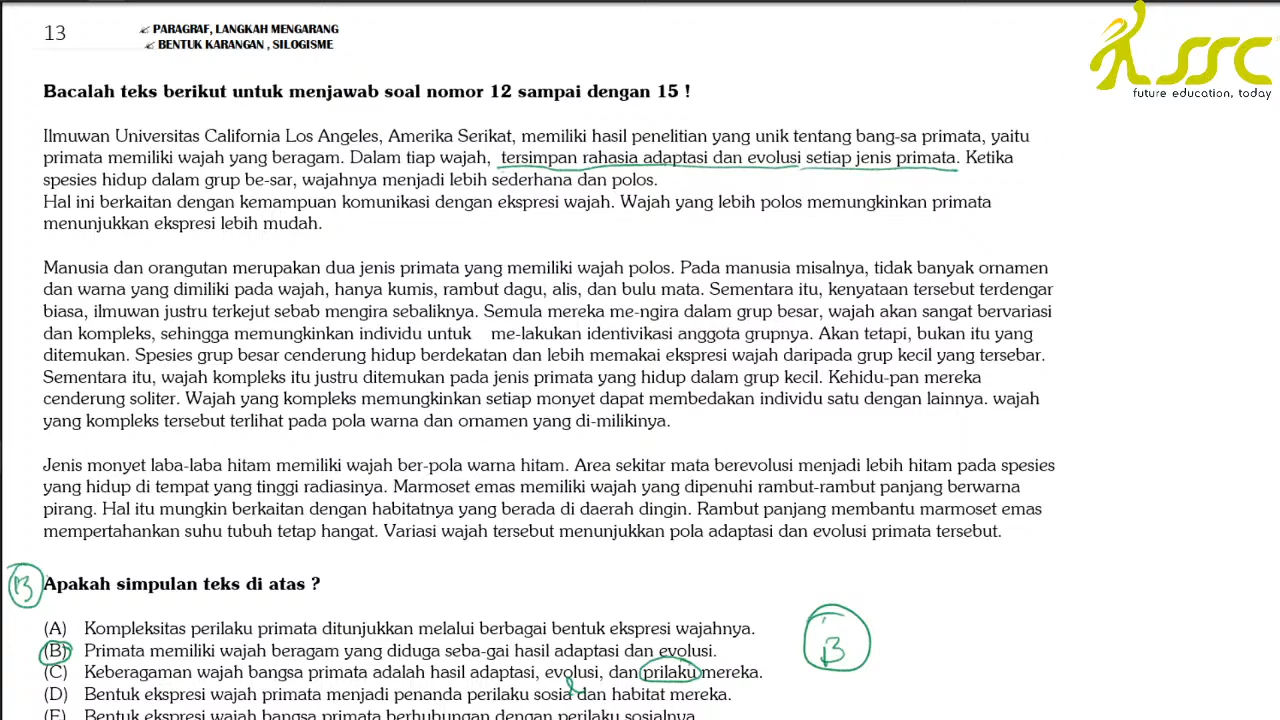 13
PARAGRAF, LANGKAH MENGARANG
BENTUK KARANGAN , SILOGISME
SSC
future education, today
Bacalah teks berikut untuk menjawab soal nomor 12 sampai dengan 15 !
Ilmuwan Universitas California Los Angeles, Amerika Serikat, memiliki hasil penelitian yang unik tentang bang-sa primata, yaitu
primata memiliki wajah yang beragam. Dalam tiap wajah, tersimpan rahasia adaptasi dan evolusi setiap jenis primata. Ketika
spesies hidup dalam grup be-sar, wajahnya menjadi lebih sederhana dan polos.
Hal ini berkaitan dengan kemampuan komunikasi dengan ekspresi wajah. Wajah yang lebih polos memungkinkan primata
menunjukkan ekspresi lebih mudah.
Manusia dan orangutan merupakan dua jenis primata yang memiliki wajah polos. Pada manusia misalnya, tidak banyak ornamen
dan warna yang dimiliki pada wajah, hanya kumis, rambut dagu, alis, dan bulu mata. Sementara itu, kenyataan tersebut terdengar
biasa, ilmuwan justru terkejut sebab mengira sebaliknya. Semula mereka me-ngira dalam grup besar, wajah akan sangat bervariasi
dan kompleks, sehingga memungkinkan individu untuk me-lakukan identivikasi anggota grupnya. Akan tetapi, bukan itu yang
ditemukan. Spesies grup besar cenderung hidup berdekatan dan lebih memakai ekspresi wajah daripada grup kecil yang tersebar.
Sementara itu, wajah kompleks itu justru ditemukan pada jenis primata yang hidup dalam grup kecil. Kehidu-pan mereka
cenderung soliter. Wajah yang kompleks memungkinkan setiap monyet dapat membedakan individu satu dengan lainnya. wajah
yang kompleks tersebut terlihat pada pola warna dan ornamen yang di-milikinya.
Jenis monyet laba-laba hitam memiliki wajah ber-pola warna hitam. Area sekitar mata berevolusi menjadi lebih hitam pada spesies
yang hidup di tempat yang tinggi radiasinya. Marmoset emas memiliki wajah yang dipenuhi rambut-rambut panjang berwarna
pirang. Hal itu mungkin berkaitan dengan habitatnya yang berada di daerah dingin. Rambut panjang membantu marmoset emas
mempertahankan suhu tubuh tetap hangat. Variasi wajah tersebut menunjukkan pola adaptasi dan evolusi primata tersebut.
13 Apakah simpulan teks di atas ?
(A) Kompleksitas perilaku primata ditunjukkan melalui berbagai bentuk ekspresi wajahnya.
(B) Primata memiliki wajah beragam yang diduga seba-gai hasil adaptasi dan evolusi.
B
(C) Keberagaman wajah bangsa primata adalah hasil adaptasi, evolusi, dan prilaku mereka.
(D) Bentuk ekspresi wajah primata menjadi penanda perilaku sosia dan habitat mereka.
(E) Bentuk ekspresi wajah bangsa primata berhubungan dengan perilaku sosialnya.